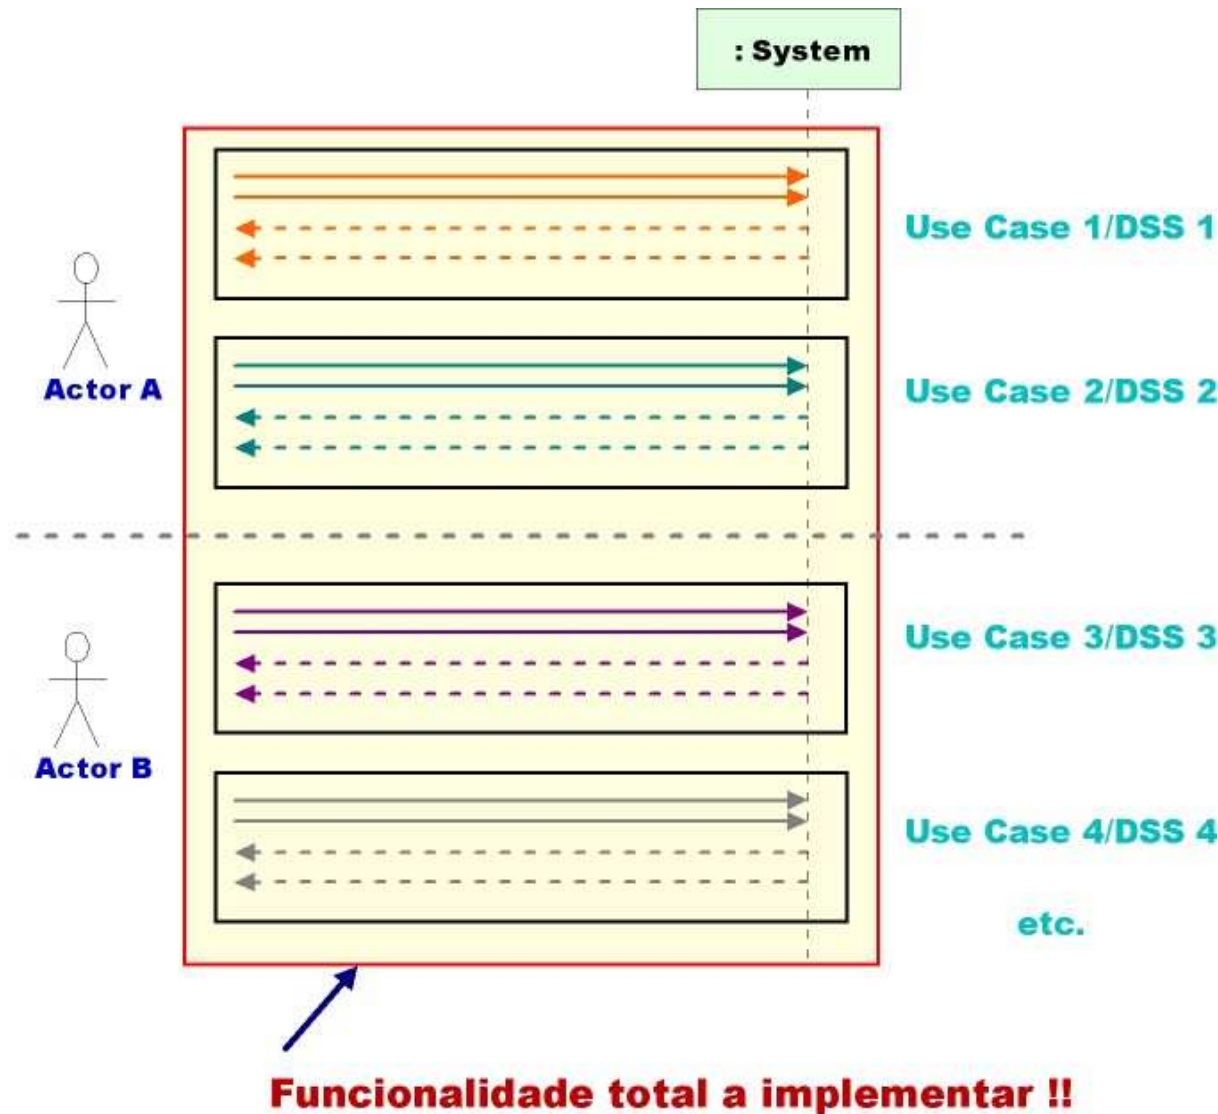 : System
Use Case 1/DSS 1
Actor A
Use Case 2/DSS 2
Use Case 3/DSS 3
Actor B
Use Case 4/DSS 4
etc.
Funcionalidade total a implementar !!